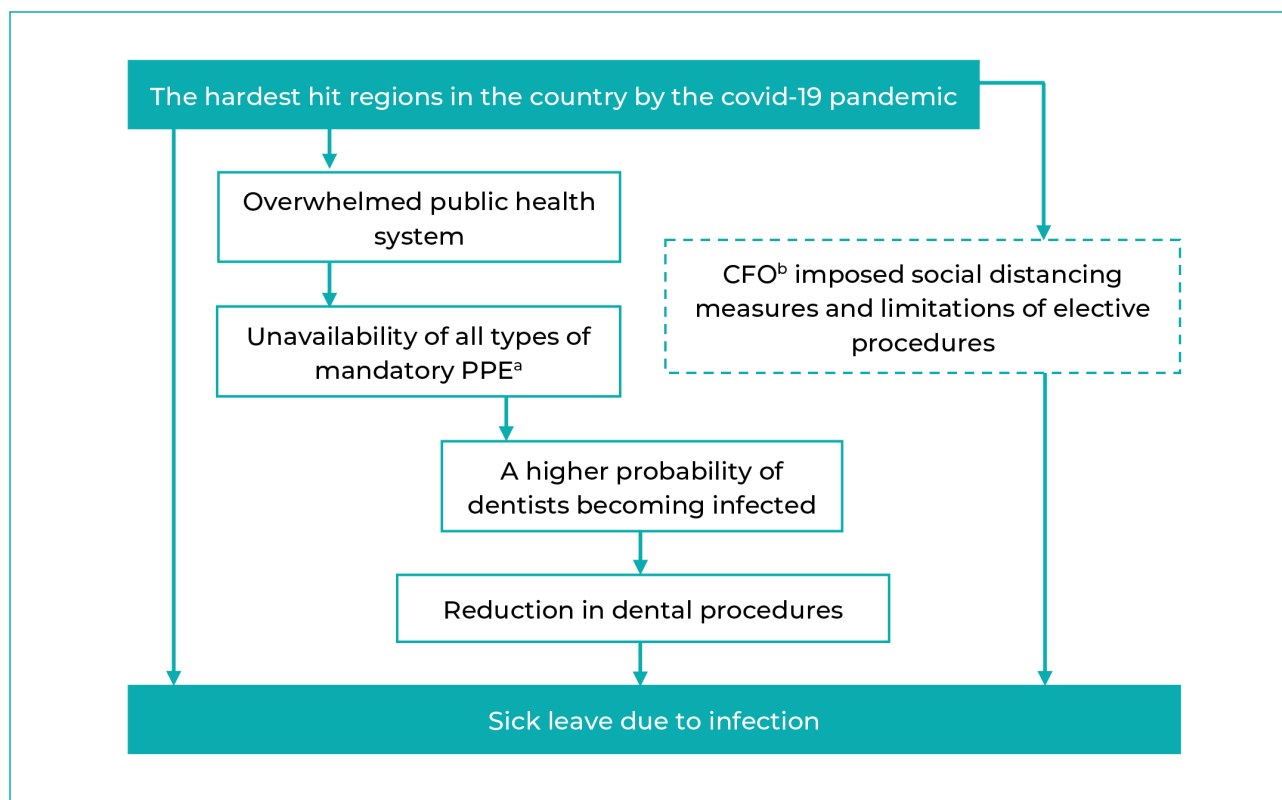 The hardest hit regions in the country by the covid-19 pandemic
Overwhelmed public health
system
CFOᵇ imposed social distancing
measures and limitations of elective
procedures
Unavailability of all types of
mandatory PPEᵃ
A higher probability of
dentists becoming infected
Reduction in dental procedures
Sick leave due to infection